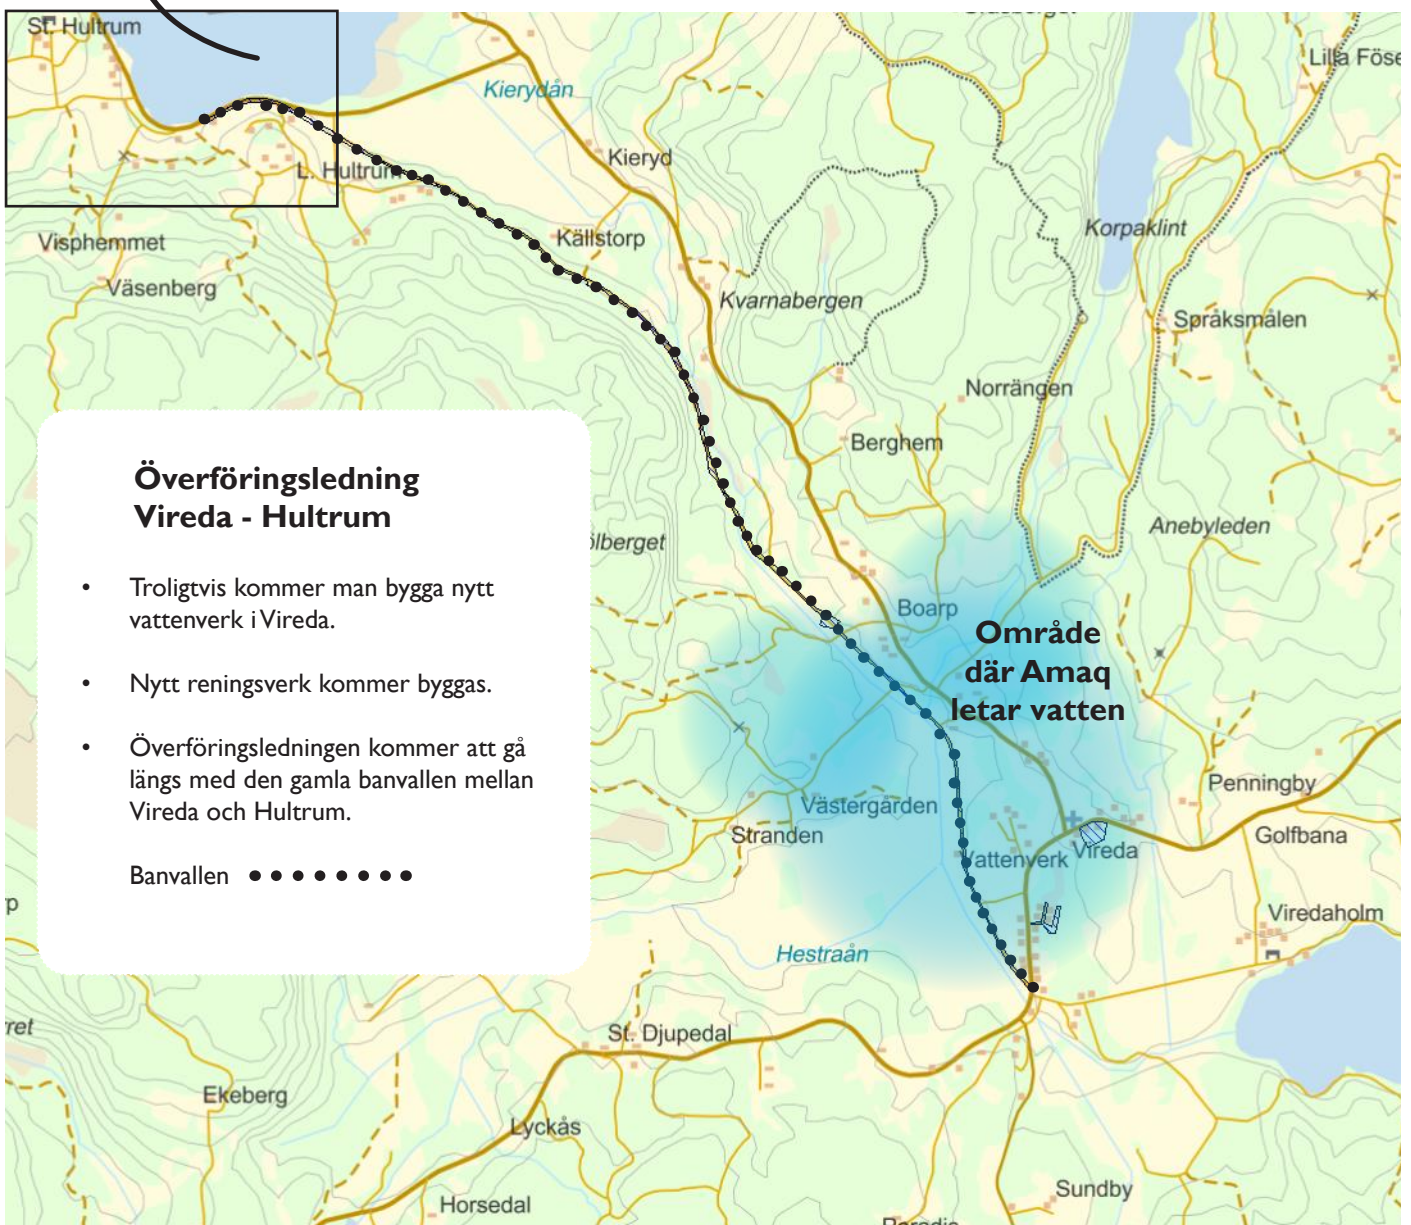 St. Hultrum
Lilla Föse
Kierydån
Kieryd
L. Hultrum
Korpaklint
Visphemmet
Källstorp
Väsenberg
Kvarnabergen
Språksmålen
Norrängen
Berghem
Överföringsledning
Vireda - Hultrum
• Troligtvis kommer man bygga nytt
vattenverk i Vireda.
• Nytt reningsverk kommer byggas.
• Överföringsledningen kommer att gå
längs med den gamla banvallen mellan
Vireda och Hultrum.
Banvallen
ölberget
Anebyleden
Boarp
Område
där Amaq
letar vatten
Penningby
Västergården
Stranden
Golfbana
Vattenverk
Vireda
Viredaholm
Hestraån
St. Djupedal
Ekeberg
Lyckås
Sundby
Horsedal